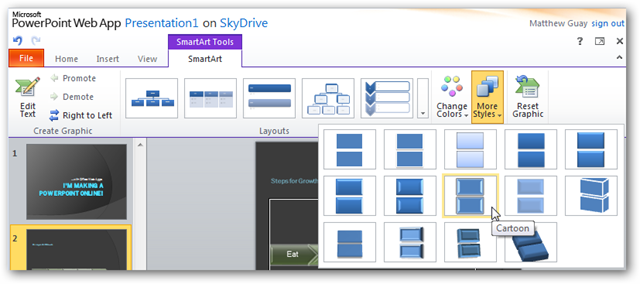 Microsoft
PowerPoint Web App Presentation1 on SkyDrive
Matthew Guay sign out
SmartArt Tools
File Home Insert View SmartArt
Edit Text
Promote
Demote
Right to Left
Create Graphic
Layouts
Change Colors
More Styles
Reset Graphic
1
I'M MAKING A
POWERPOINT ONLINE!
2
Steps for Growth
Eat
Cartoon